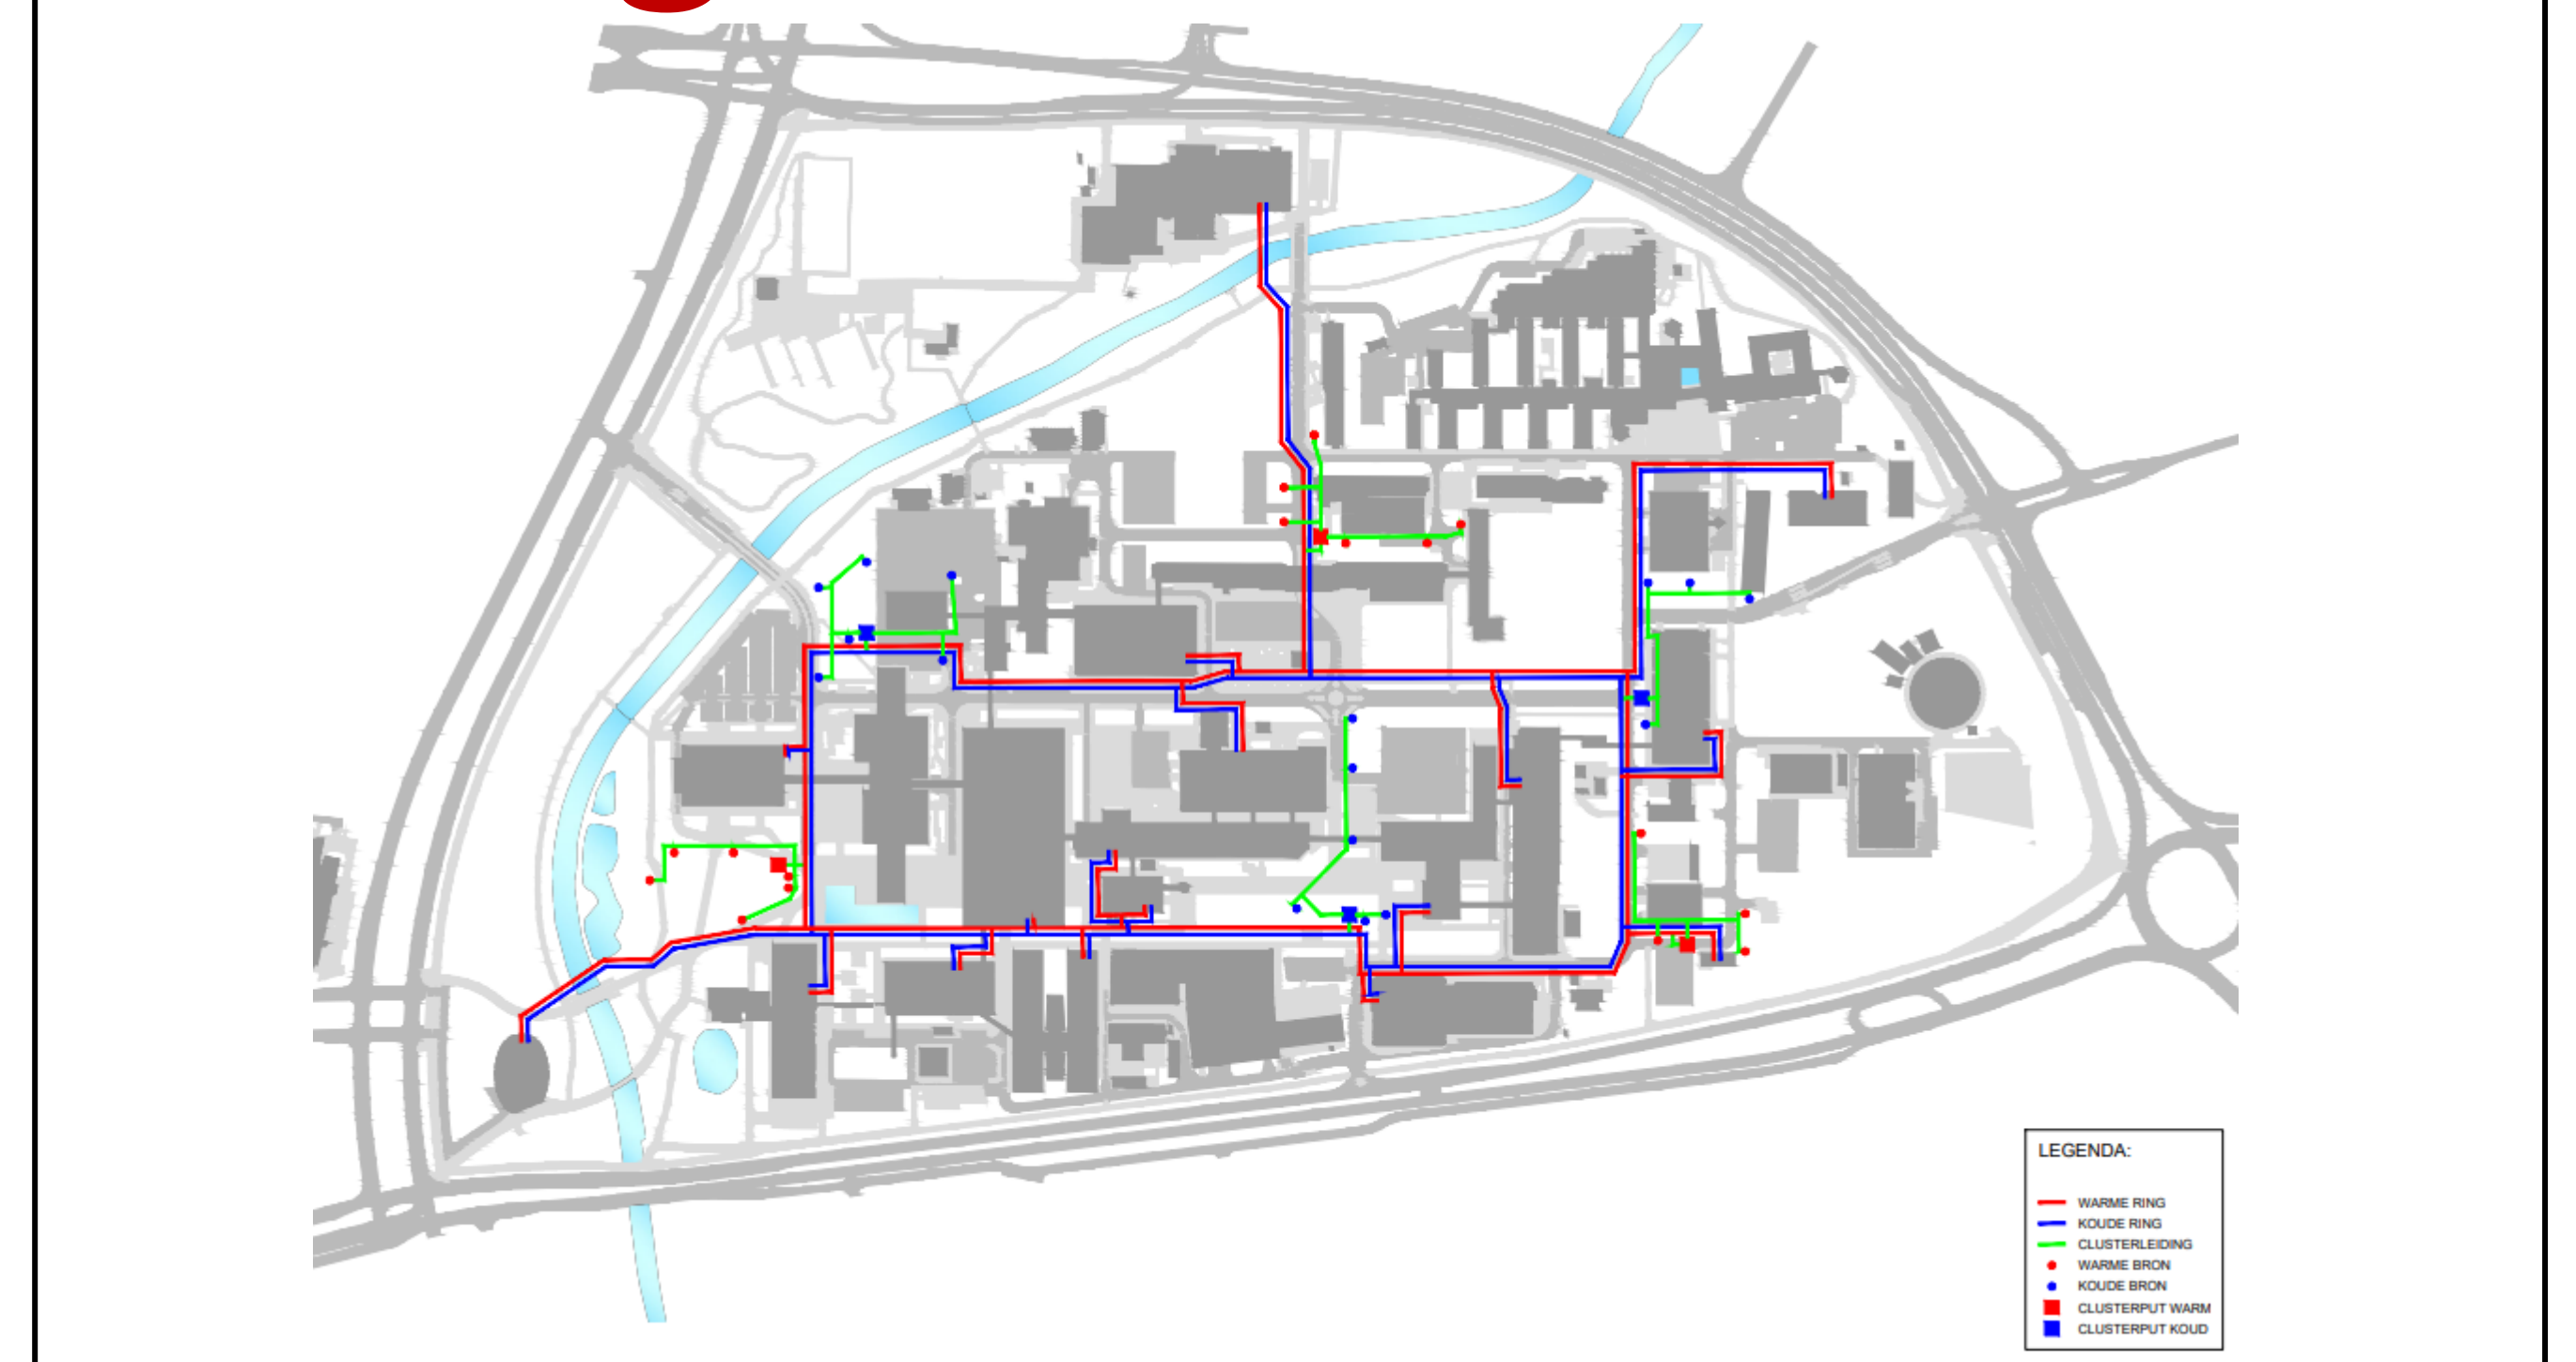 LEGENDA:
WARME RING
KOUDE RING
CLUSTERLEIDING
WARME BRON
KOUDE BRON
CLUSTERPUT WARM
CLUSTERPUT KOUD